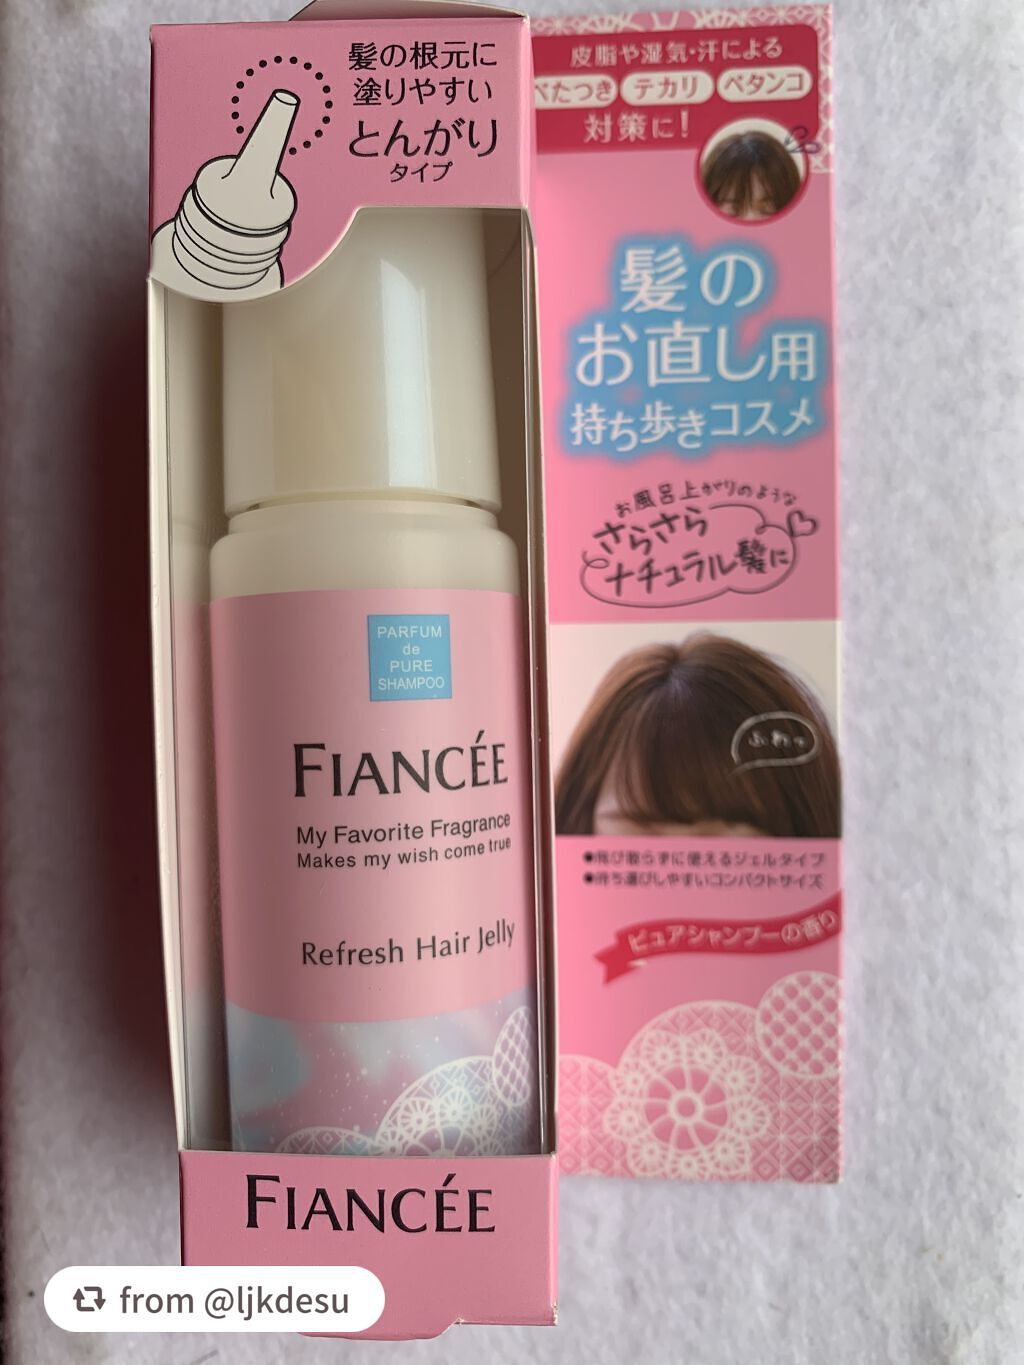 髪の根元に
塗りやすい
とんがり
タイプ
PARFUM
de
PURE
SHAMPOO
FIANCÉE
My Favorite Fragrance
Makes my wish come true
Refresh Hair Jelly
FIANCÉE
皮脂や湿気・汗による
べたつき テカリ ペタンコ
対策に!
髪の
お直し用
持ち歩きコスメ
お風呂上がりのような
さらさら
ナチュラル髪に
ふわっ
●飛び散らずに使えるジェルタイプ
●持ち運びしやすいコンパクトサイズ
ピュアシャンプーの香り
from @ljkdesu